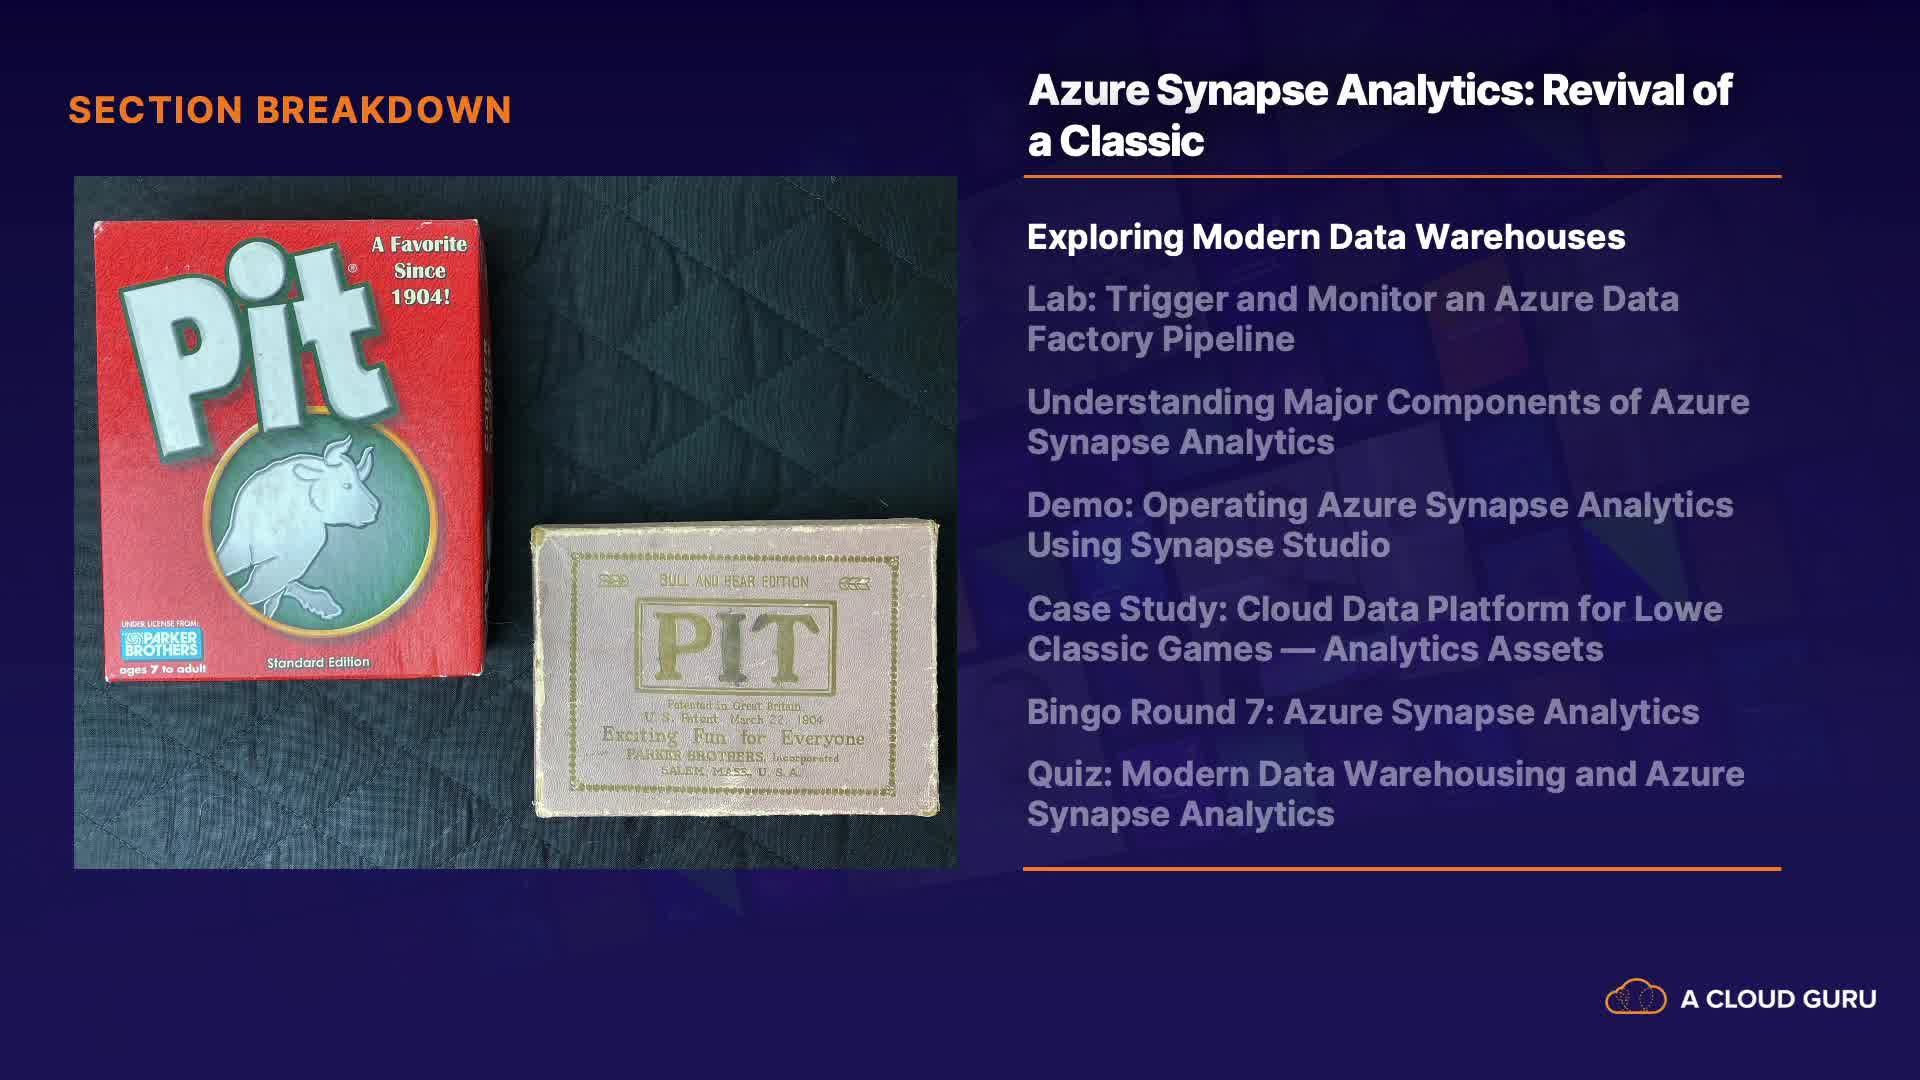 SECTION BREAKDOWN
A Favorite
Since
1904!
Pit
®
UNDER LICENSE FROM:
PARKER
BROTHERS
ages 7 to adult
Standard Edition
BULL AND BEAR EDITION
PIT
Patented in Great Britain
U. S. Patent March 22, 1904
Exciting Fun for Everyone
PARKER BROTHERS, Incorporated
SALEM, MASS. U. S. A.
Azure Synapse Analytics: Revival of
a Classic
Exploring Modern Data Warehouses
Lab: Trigger and Monitor an Azure Data
Factory Pipeline
Understanding Major Components of Azure
Synapse Analytics
Demo: Operating Azure Synapse Analytics
Using Synapse Studio
Case Study: Cloud Data Platform for Lowe
Classic Games — Analytics Assets
Bingo Round 7: Azure Synapse Analytics
Quiz: Modern Data Warehousing and Azure
Synapse Analytics
A CLOUD GURU